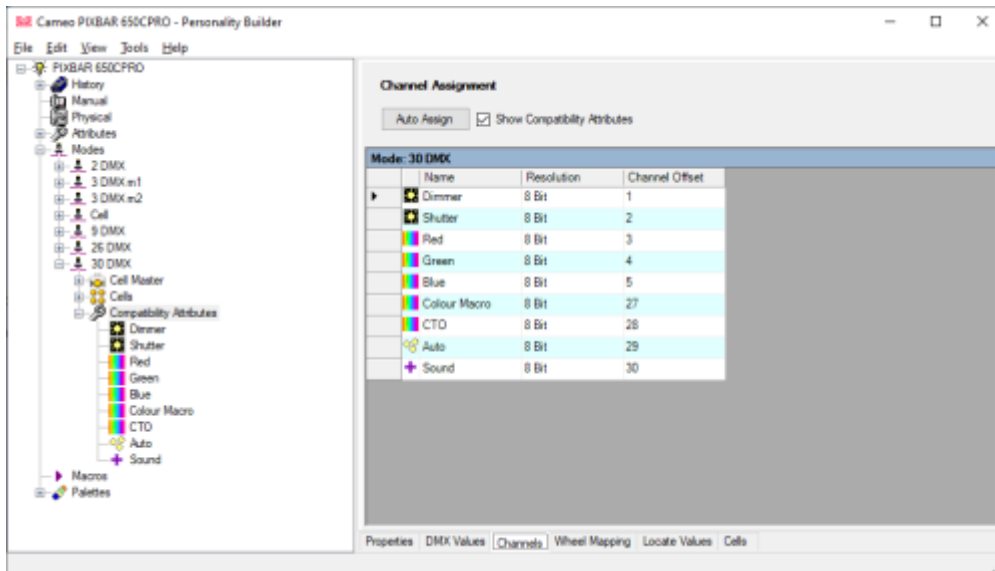 Cameo PIXBAR 650CPRO - Personality Builder
File Edit View Tools Help
PIXBAR 650CPRO
History
Manual
Physical
Attributes
Modes
2 DMX
3 DMX m1
3 DMX m2
Cell
9 DMX
26 DMX
30 DMX
Cell Master
Cells
Compatibility Attributes
Dimmer
Shutter
Red
Green
Blue
Colour Macro
CTO
Auto
Sound
Macros
Palettes
Channel Assignment
Auto Assign Show Compatibility Attributes
Mode: 30 DMX
Name Resolution Channel Offset
Dimmer 8 Bit 1
Shutter 8 Bit 2
Red 8 Bit 3
Green 8 Bit 4
Blue 8 Bit 5
Colour Macro 8 Bit 27
CTO 8 Bit 28
Auto 8 Bit 29
Sound 8 Bit 30
Properties DMX Values Channels Wheel Mapping Locate Values Cells